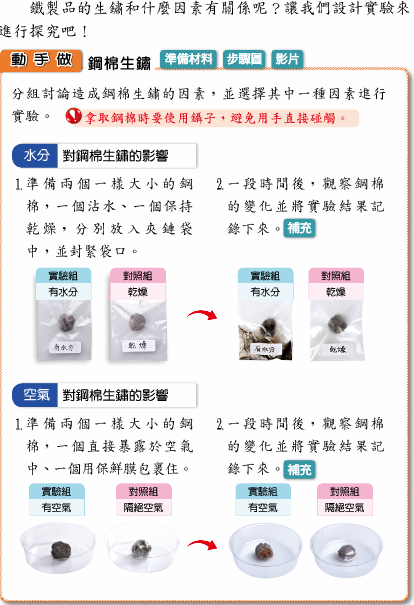 鐵製品的生鏽和什麼因素有關係呢？讓我們設計實驗來
進行探究吧！
動手做 鋼棉生鏽 準備材料 步驟圖 影片
分組討論造成鋼棉生鏽的因素，並選擇其中一種因素進行
實驗。 拿取鋼棉時要使用鑷子，避免用手直接碰觸。
水分 對鋼棉生鏽的影響
1.準備兩個一樣大小的鋼
棉，一個沾水、一個保持
乾燥，分別放入夾鏈袋
中，並封緊袋口。
2.一段時間後，觀察鋼棉
的變化並將實驗結果記
錄下來。補充
實驗組 對照組
有水分 乾燥
有水分 乾燥
實驗組 對照組
有水分 乾燥
有水分 乾燥
空氣 對鋼棉生鏽的影響
1.準備兩個一樣大小的鋼
棉，一個直接暴露於空氣
中、一個用保鮮膜包裹住。
2.一段時間後，觀察鋼棉
的變化並將實驗結果記
錄下來。補充
實驗組 對照組
有空氣 隔絕空氣
實驗組 對照組
有空氣 隔絕空氣